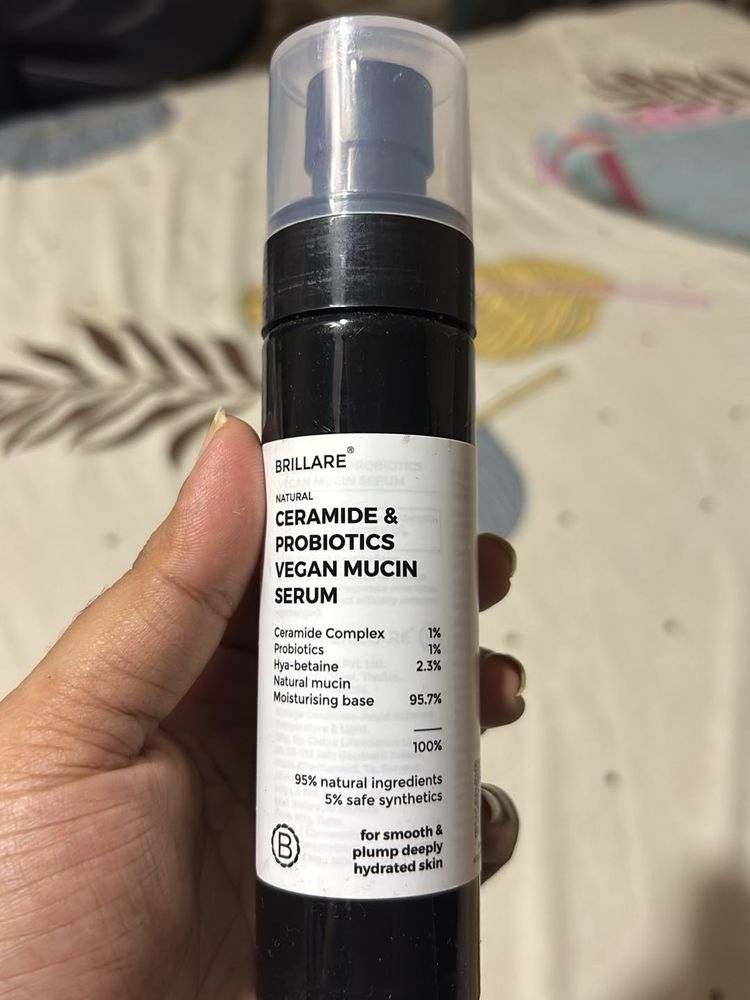 BRILLARE®
NATURAL
CERAMIDE &
PROBIOTICS
VEGAN MUCIN
SERUM
Ceramide Complex 1%
Probiotics 1%
Hya-betaine 2.3%
Natural mucin
Moisturising base 95.7%
100%
95% natural ingredients
5% safe synthetics
B
for smooth &
plump deeply
hydrated skin